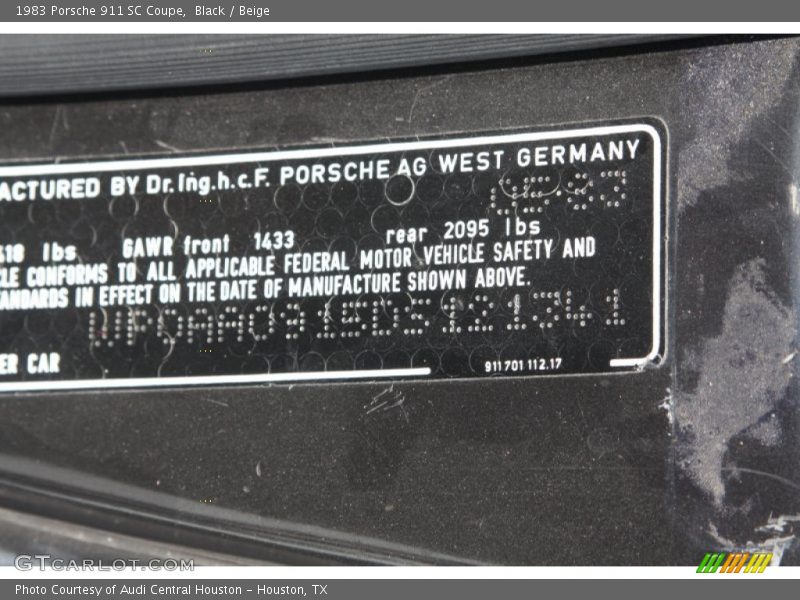 1983 Porsche 911 SC Coupe, Black / Beige
ACTURED BY Dr.Ing.h.c.F. PORSCHE AG WEST GERMANY
lbs GAWR front 1433 rear 2095 lbs
LE CONFORMS TO ALL APPLICABLE FEDERAL MOTOR VEHICLE SAFETY AND
ANDARDS IN EFFECT ON THE DATE OF MANUFACTURE SHOWN ABOVE.
ER CAR
911 701 112.17
GTCARLOT.COM
Photo Courtesy of Audi Central Houston – Houston, TX